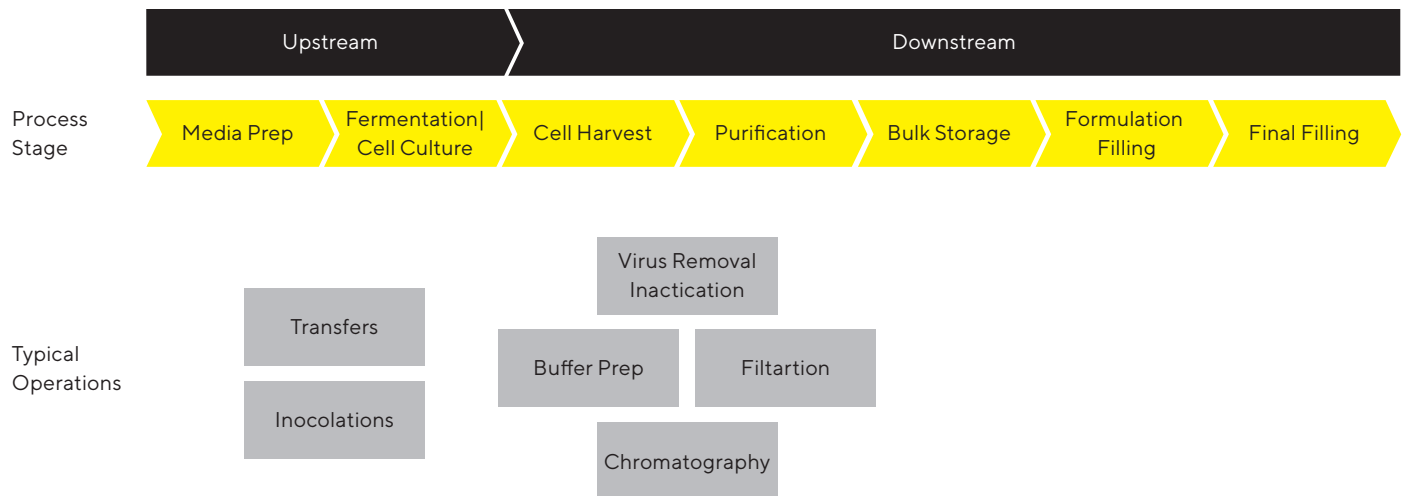 Upstream
Downstream
Process
Stage
Media Prep
Fermentation|
Cell Culture
Cell Harvest
Purification
Bulk Storage
Formulation
Filling
Final Filling
Typical
Operations
Transfers
Inocolations
Virus Removal
Inactication
Buffer Prep
Filtartion
Chromatography